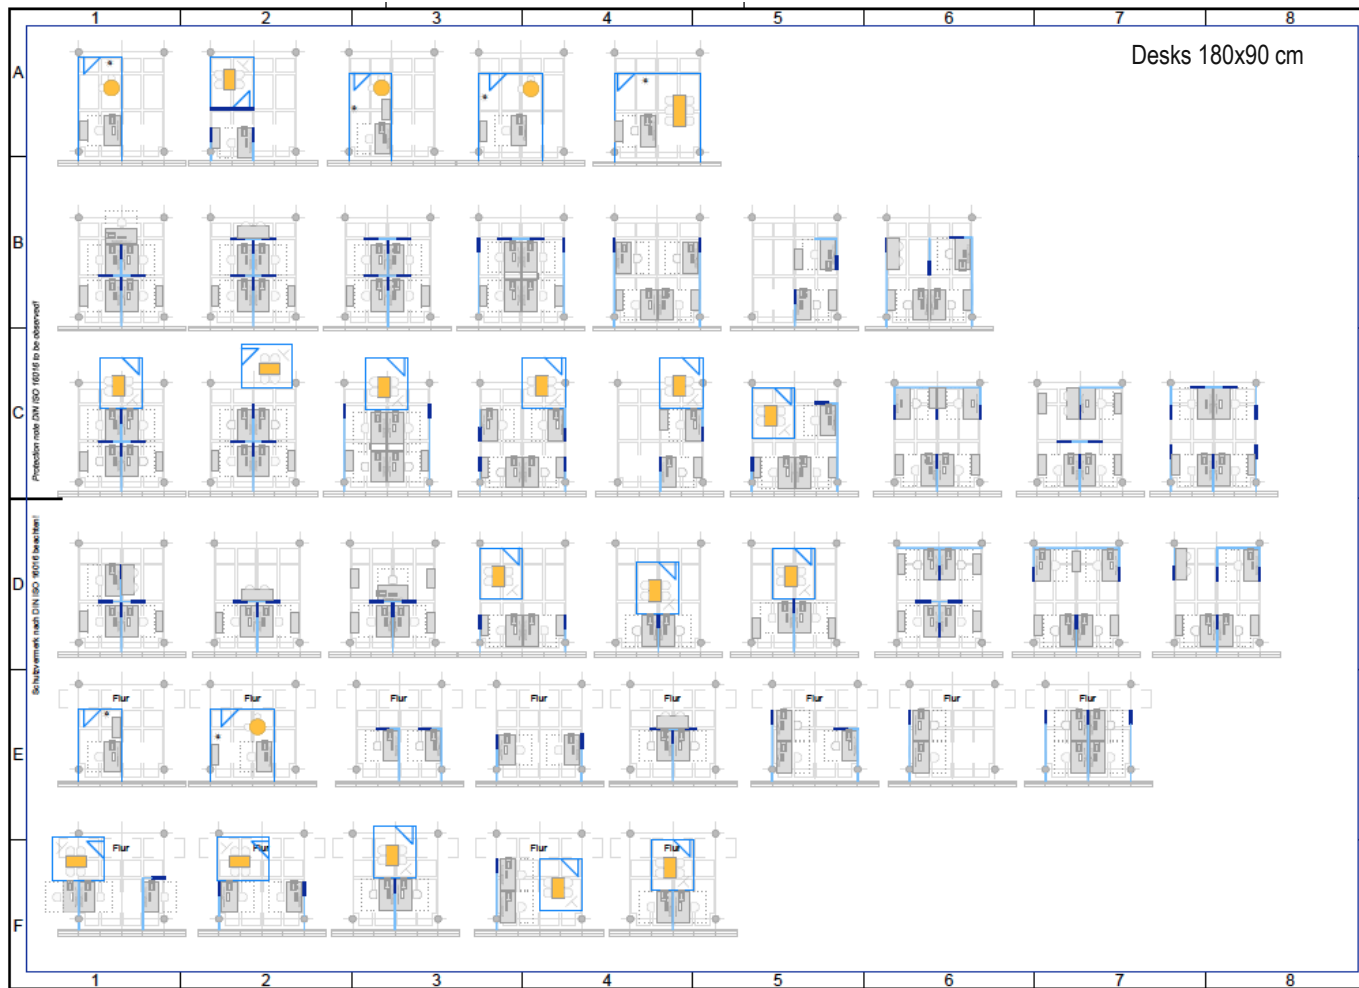 1 2 3 4 5 6 7 8
Desks 180x90 cm
A
B
Protection note DIN ISO 16016 to be observed!
C
Schutzvermerk nach DIN ISO 16016 beachten!
D
Flur Flur Flur Flur Flur Flur Flur Flur
E
Flur Flur Flur Flur Flur
F
1 2 3 4 5 6 7 8